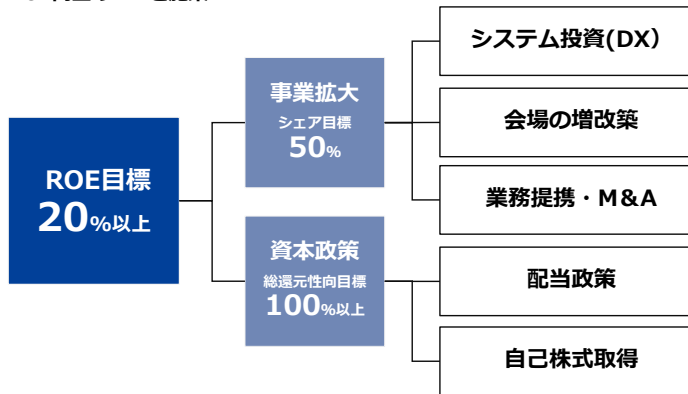 ROE目標
20%以上
事業拡大
シェア目標
50%
資本政策
総還元性向目標
100%以上
システム投資(DX）
会場の増改築
業務提携・M&A
配当政策
自己株式取得